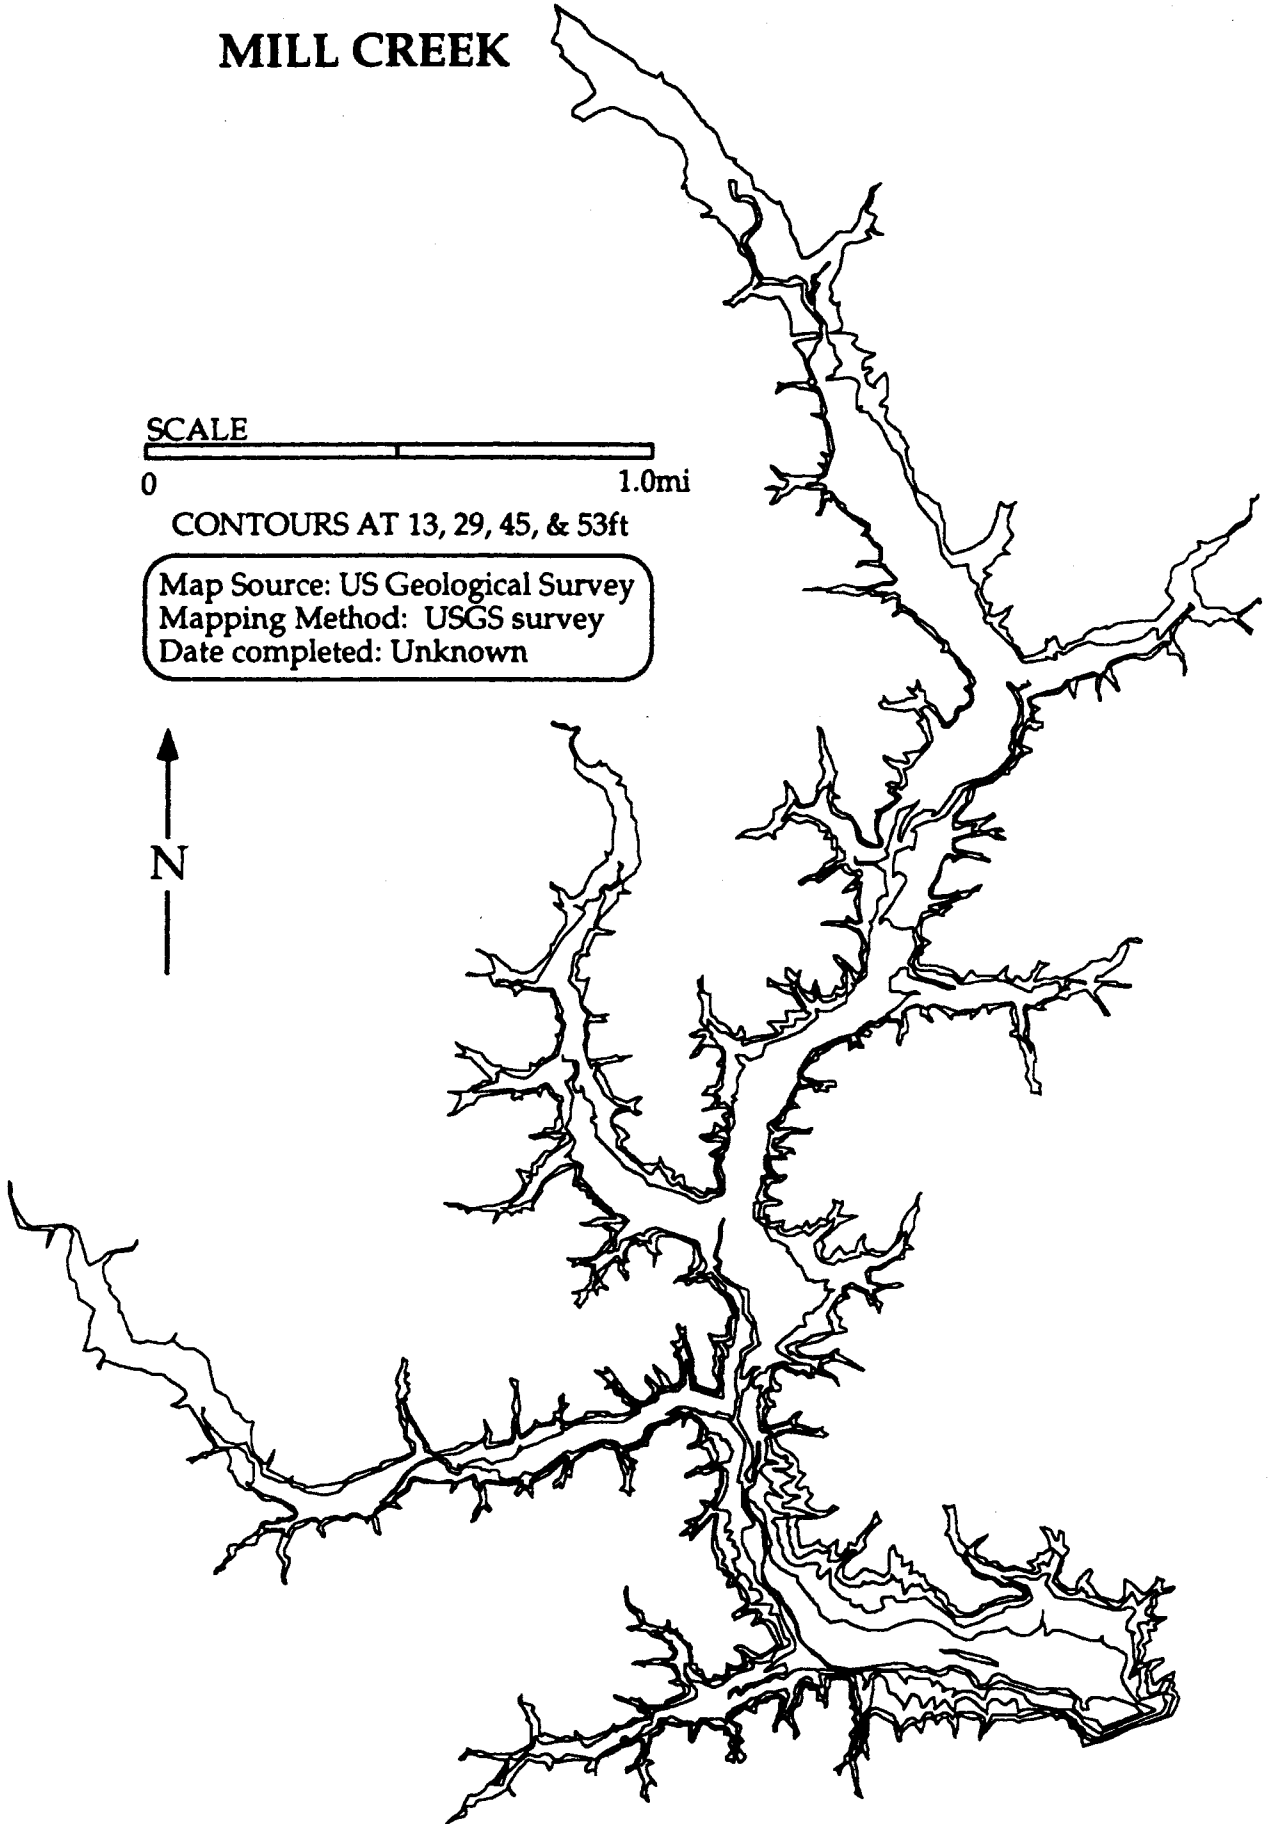 MILL CREEK
SCALE
0 1.0mi
CONTOURS AT 13, 29, 45, & 53ft
Map Source: US Geological Survey
Mapping Method: USGS survey
Date completed: Unknown
N